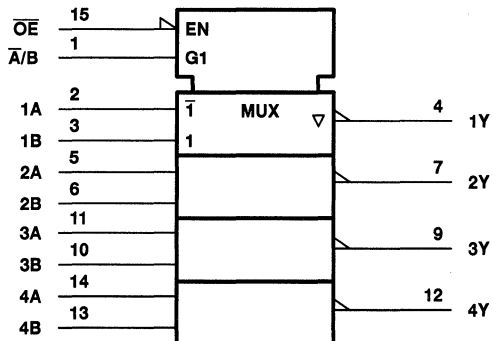 O̅E̅ 15 EN
A̅/B 1 G1
MUX
1A 2 1̅ 4 1Y
1B 3 1
2A 5 7 2Y
2B 6
3A 11 9 3Y
3B 10
4A 14 12 4Y
4B 13